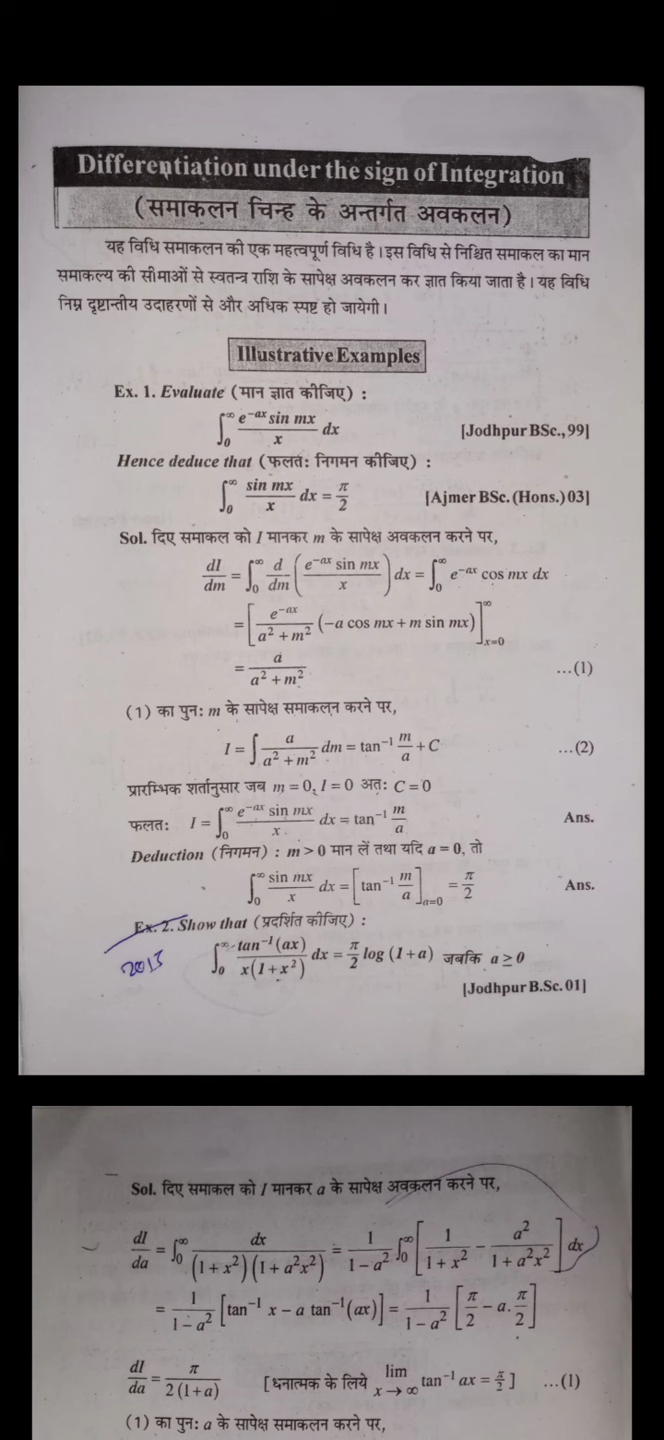 Differentiation under the sign of Integration
(समाकलन चिन्ह के अन्तर्गत अवकलन)
यह विधि समाकलन की एक महत्वपूर्ण विधि है। इस विधि से निश्चित समाकल का मान
समाकल्य की सीमाओं से स्वतन्त्र राशि के सापेक्ष अवकलन कर ज्ञात किया जाता है। यह विधि
निम्न दृष्टान्तीय उदाहरणों से और अधिक स्पष्ट हो जायेगी।
Illustrative Examples
Ex. 1. Evaluate (मान ज्ञात कीजिए) :
∫₀^∞ (e^{-ax} sin mx)/x dx [Jodhpur BSc., 99]
Hence deduce that (फलतः निगमन कीजिए) :
∫₀^∞ (sin mx)/x dx = π/2 [Ajmer BSc. (Hons.) 03]
Sol. दिए समाकल को I मानकर m के सापेक्ष अवकलन करने पर,
dI/dm = ∫₀^∞ d/dm ((e^{-ax} sin mx)/x) dx = ∫₀^∞ e^{-ax} cos mx dx
= [e^{-ax}/(a² + m²) (-a cos mx + m sin mx)]_{x=0}^∞
= a/(a² + m²) ...(1)
(1) का पुनः m के सापेक्ष समाकलन करने पर,
I = ∫ a/(a² + m²) dm = tan⁻¹ m/a + C ...(2)
प्रारम्भिक शर्तानुसार जब m = 0, I = 0 अतः C = 0
फलतः I = ∫₀^∞ (e^{-ax} sin mx)/x dx = tan⁻¹ m/a Ans.
Deduction (निगमन) : m > 0 मान लें तथा यदि a = 0, तो
∫₀^∞ (sin mx)/x dx = [tan⁻¹ m/a]_{a=0} = π/2 Ans.
Ex. 2. Show that (प्रदर्शित कीजिए) :
2013 ∫₀^∞ tan⁻¹(ax)/(x(1+x²)) dx = π/2 log (1+a) जबकि a ≥ 0
[Jodhpur B.Sc. 01]
Sol. दिए समाकल को I मानकर a के सापेक्ष अवकलन करने पर,
dI/da = ∫₀^∞ dx/((1+x²)(1+a²x²)) = 1/(1-a²) ∫₀^∞ [1/(1+x²) - a²/(1+a²x²)] dx
= 1/(1-a²) [tan⁻¹ x - a tan⁻¹(ax)] = 1/(1-a²) [π/2 - a.π/2]
dI/da = π/(2(1+a)) [धनात्मक के लिये lim x→∞ tan⁻¹ ax = π/2] ...(1)
(1) का पुनः a के सापेक्ष समाकलन करने पर,